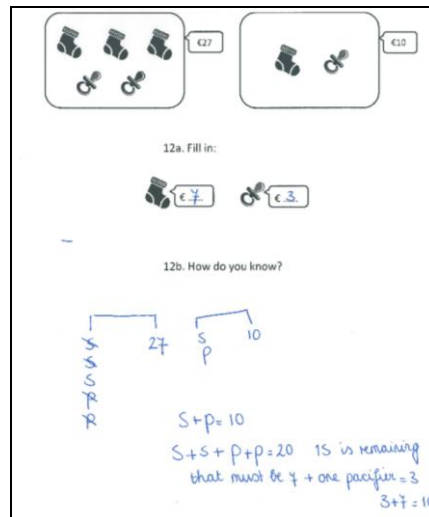 €27 €10
12a. Fill in:
€ 7 € 3
12b. How do you know?
S 27 S 10
S P
S
P
P
S+P= 10
S+S+P+P=20 1S is remaining
that must be 7 + one pacifier = 3
3+7=10